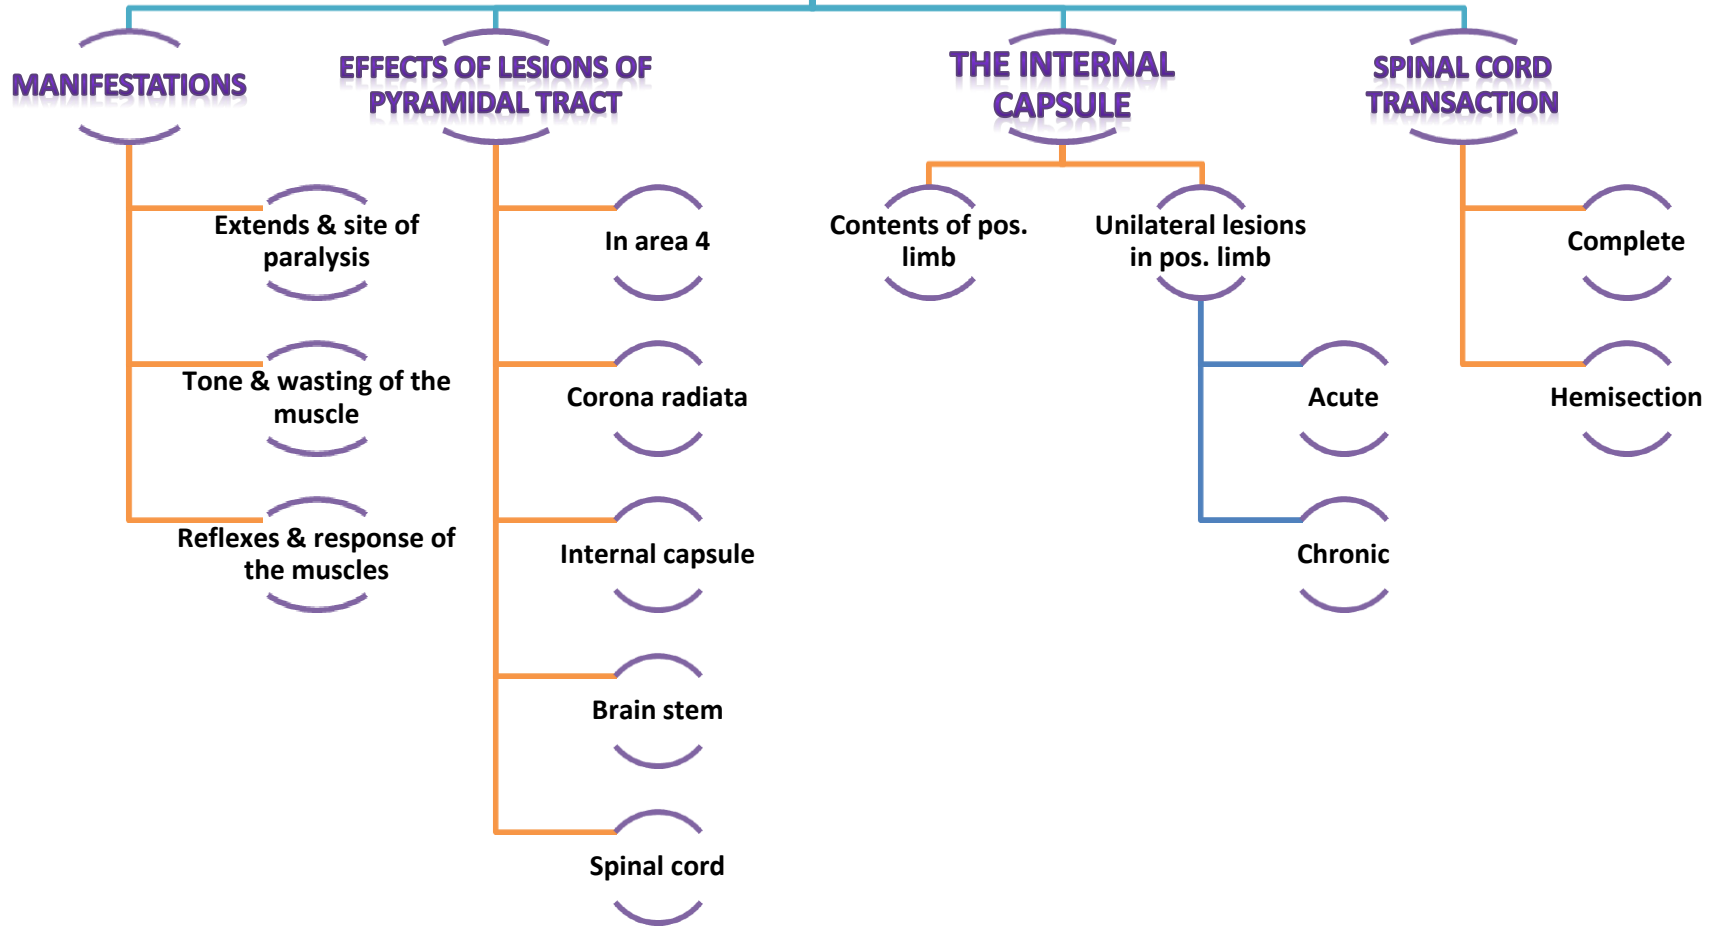 MANIFESTATIONS
Extends & site of
paralysis
Tone & wasting of the
muscle
Reflexes & response of
the muscles
EFFECTS OF LESIONS OF
PYRAMIDAL TRACT
In area 4
Corona radiata
Internal capsule
Brain stem
Spinal cord
THE INTERNAL
CAPSULE
Contents of pos.
limb
Unilateral lesions
in pos. limb
Acute
Chronic
SPINAL CORD
TRANSACTION
Complete
Hemisection